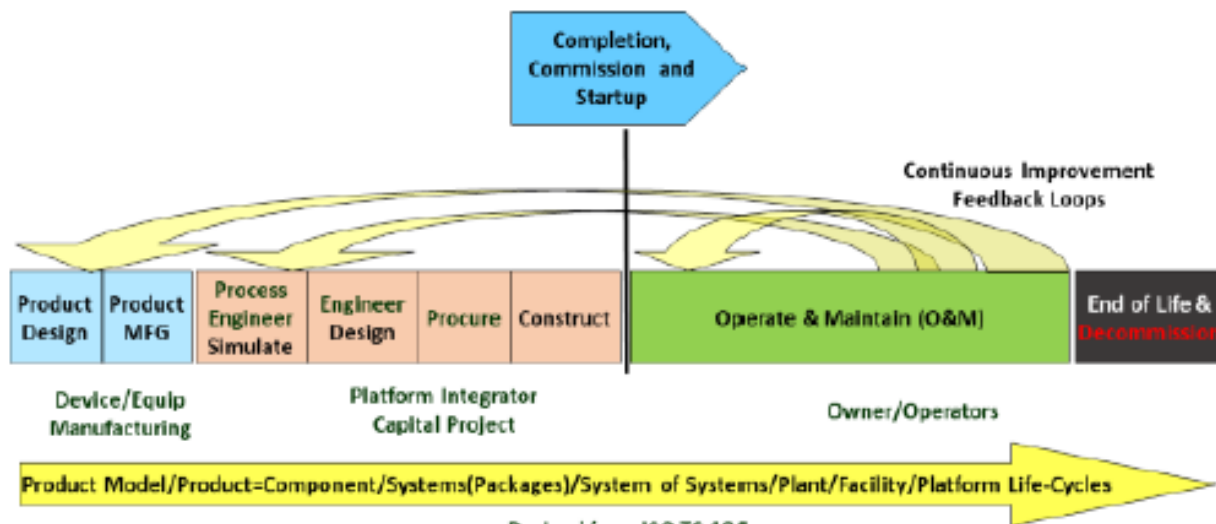 Completion,
Commission and
Startup
Continuous Improvement
Feedback Loops
Product
Design
Product
MFG
Process
Engineer
Simulate
Engineer
Design
Procure
Construct
Operate & Maintain (O&M)
End of Life &
Decommission
Device/Equip
Manufacturing
Platform Integrator
Capital Project
Owner/Operators
Product Model/Product=Component/Systems(Packages)/System of Systems/Plant/Facility/Platform Life-Cycles